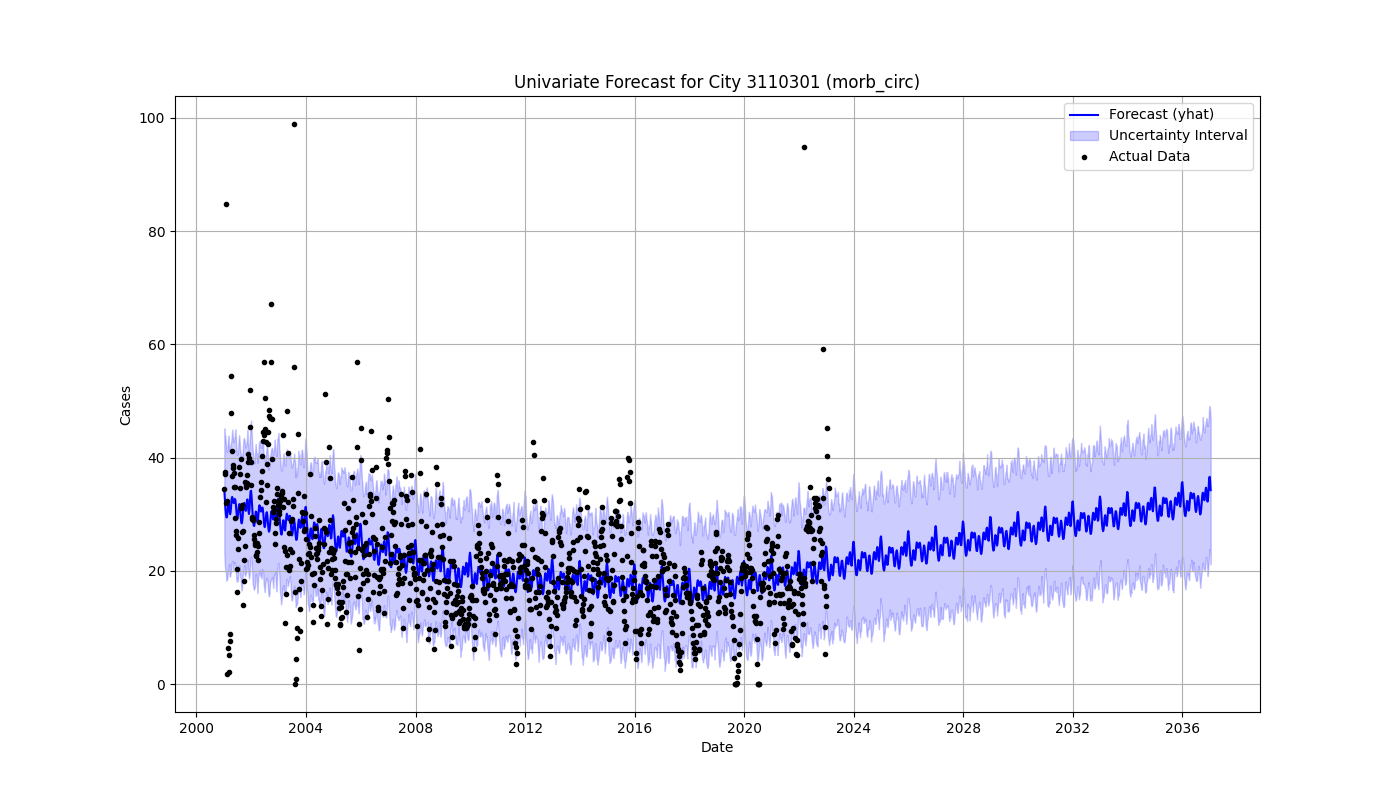 Univariate Forecast for City 3110301 (morb_circ)
Forecast (yhat)
Uncertainty Interval
Actual Data
100
80
60
40
20
0
Cases
2000 2004 2008 2012 2016 2020 2024 2028 2032 2036
Date